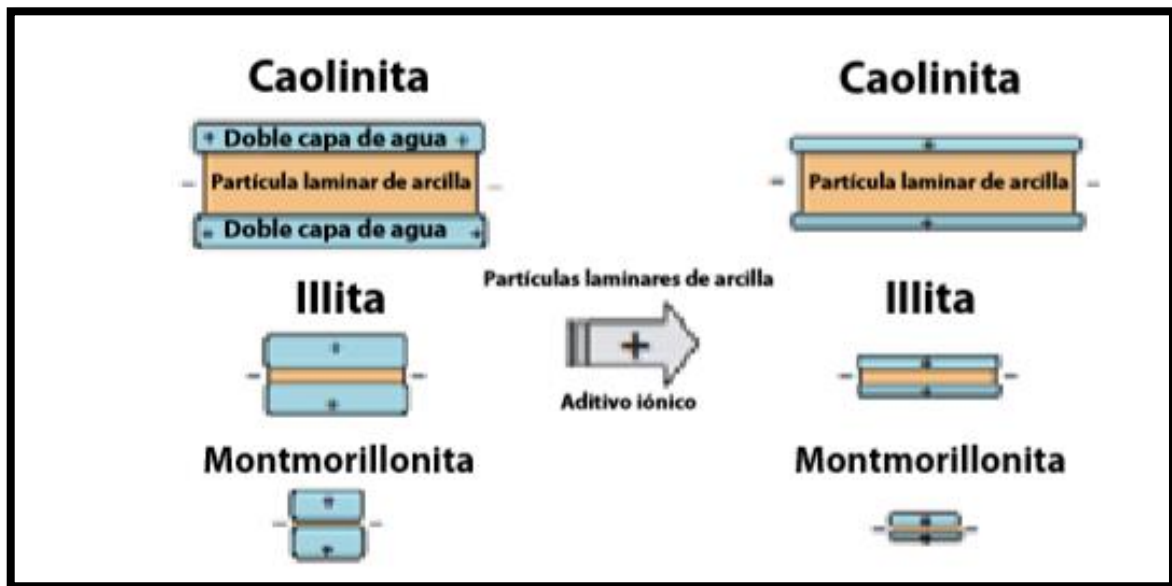 Caolinita
+ Doble capa de agua +
– Partícula laminar de arcilla –
Doble capa de agua
Illita
Montmorillonita
Partículas laminares de arcilla
+
Aditivo iónico
Caolinita
– Partícula laminar de arcilla –
Illita
Montmorillonita